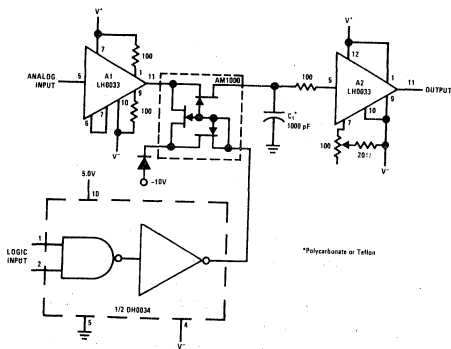 V⁺
V⁺
7
100
1
ANALOG INPUT
5
A1
LH0033
11
9
10
6
7
100
V⁻
AM1000
-10V
C₁*
1000 pF
100
12
5
A2
LH0033
1
11
OUTPUT
9
10
7
100
20Ω
V⁻
5.0V
10
LOGIC INPUT
1
2
1/2 DH0034
5
4
V⁻
*Polycarbonate or Teflon